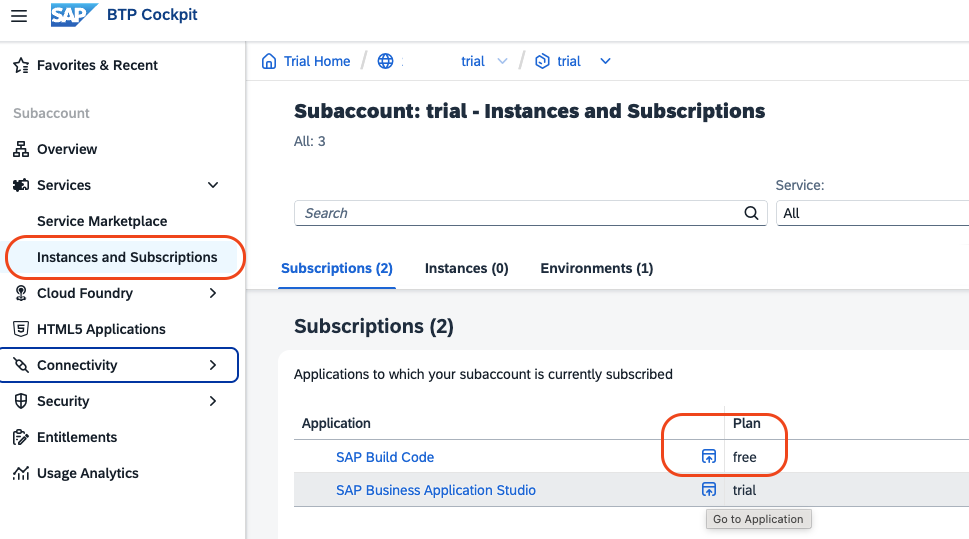 SAP BTP Cockpit
Favorites & Recent
Subaccount
Overview
Services
Service Marketplace
Instances and Subscriptions
Cloud Foundry
HTML5 Applications
Connectivity
Security
Entitlements
Usage Analytics
Trial Home / trial / trial
Subaccount: trial - Instances and Subscriptions
All: 3
Service:
Search
All
Subscriptions (2) Instances (0) Environments (1)
Subscriptions (2)
Applications to which your subaccount is currently subscribed
Application Plan
SAP Build Code free
SAP Business Application Studio trial
Go to Application